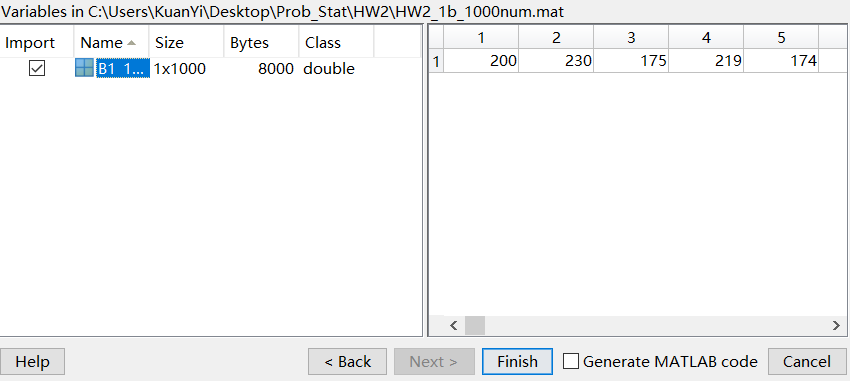 Variables in C:\Users\KuanYi\Desktop\Prob_Stat\HW2\HW2_1b_1000num.mat
Import Name Size Bytes Class
B1_1... 1x1000 8000 double
1 2 3 4 5
1 200 230 175 219 174
Help < Back Next > Finish Generate MATLAB code Cancel